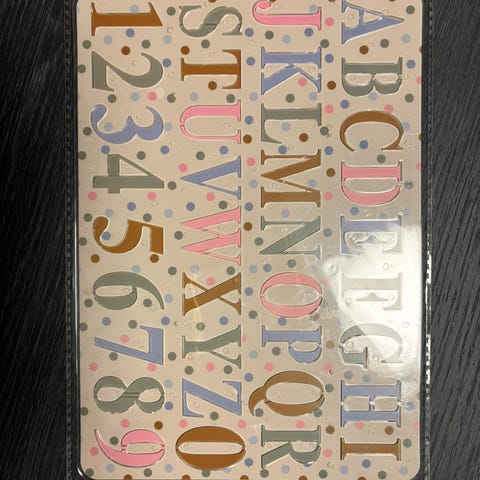 ABCDEFGHI
JKLMNOPQR
STUVWXYZ0
123456789